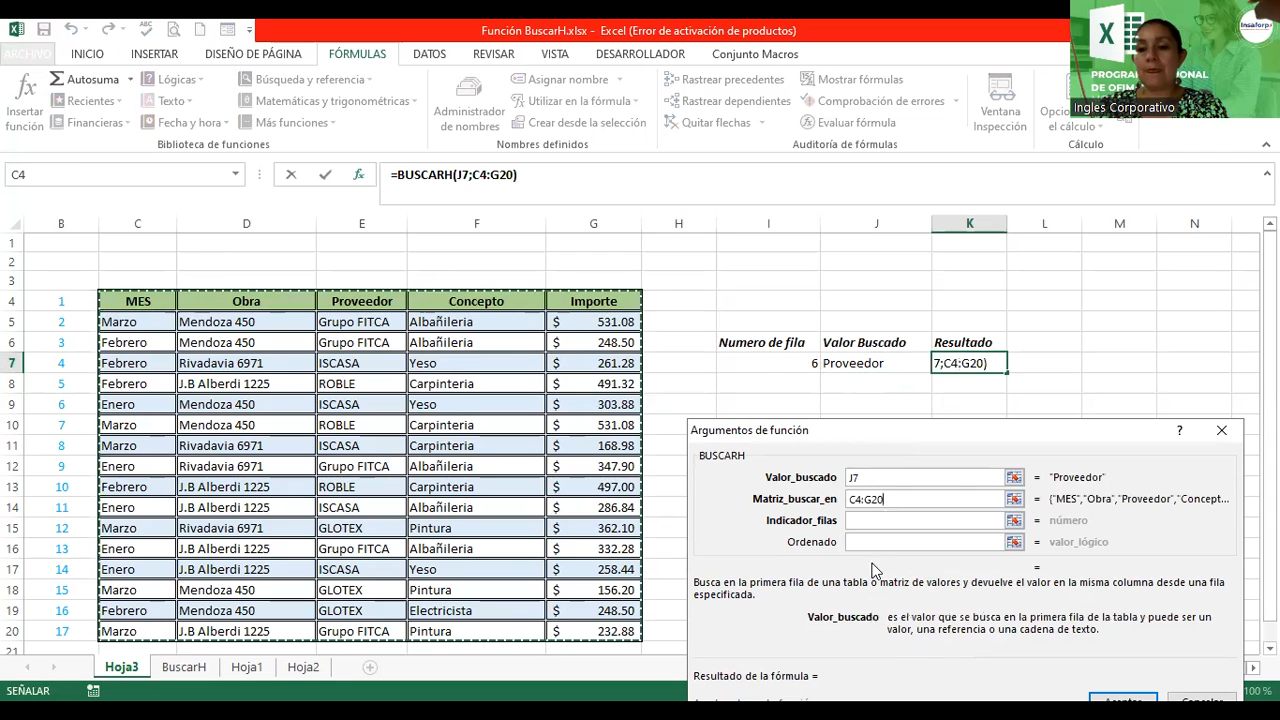 Función BuscarH.xlsx - Excel (Error de activación de productos)
ARCHIVO INICIO INSERTAR DISEÑO DE PÁGINA FÓRMULAS DATOS REVISAR VISTA DESARROLLADOR Conjunto Macros
Insertar función
Autosuma
Recientes
Financieras
Lógicas
Texto
Fecha y hora
Búsqueda y referencia
Matemáticas y trigonométricas
Más funciones
Biblioteca de funciones
Administrador de nombres
Asignar nombre
Utilizar en la fórmula
Crear desde la selección
Nombres definidos
Rastrear precedentes
Rastrear dependientes
Quitar flechas
Mostrar fórmulas
Comprobación de errores
Evaluar fórmula
Auditoría de fórmulas
Ventana Inspección
el cálculo
Cálculo
Insaforp
Ingles Corporativo
C4 fx =BUSCARH(J7;C4:G20)
B C D E F G H I J K L M N
1
2
3
4 1 MES Obra Proveedor Concepto Importe
5 2 Marzo Mendoza 450 Grupo FITCA Albañileria $ 531.08
6 3 Febrero Mendoza 450 Grupo FITCA Albañileria $ 248.50 Numero de fila Valor Buscado Resultado
7 4 Febrero Rivadavia 6971 ISCASA Yeso $ 261.28 6 Proveedor 7;C4:G20)
8 5 Febrero J.B Alberdi 1225 ROBLE Carpinteria $ 491.32
9 6 Enero Mendoza 450 ISCASA Yeso $ 303.88
10 7 Marzo Mendoza 450 ROBLE Carpinteria $ 531.08
11 8 Marzo Rivadavia 6971 ISCASA Carpinteria $ 168.98
12 9 Enero Rivadavia 6971 Grupo FITCA Albañileria $ 347.90
13 10 Febrero J.B Alberdi 1225 ROBLE Carpinteria $ 497.00
14 11 Enero J.B Alberdi 1225 ISCASA Albañileria $ 286.84
15 12 Marzo Rivadavia 6971 GLOTEX Pintura $ 362.10
16 13 Enero J.B Alberdi 1225 GLOTEX Albañileria $ 332.28
17 14 Enero J.B Alberdi 1225 ISCASA Yeso $ 258.44
18 15 Marzo Mendoza 450 GLOTEX Pintura $ 156.20
19 16 Febrero Mendoza 450 GLOTEX Electricista $ 248.50
20 17 Marzo J.B Alberdi 1225 Grupo FITCA Pintura $ 232.88
21
Argumentos de función ?
BUSCARH
Valor_buscado J7 = "Proveedor"
Matriz_buscar_en C4:G20 = {"MES","Obra","Proveedor","Concept...
Indicador_filas = número
Ordenado = valor_lógico
=
Busca en la primera fila de una tabla o matriz de valores y devuelve el valor en la misma columna desde una fila
especificada.
Valor_buscado es el valor que se busca en la primera fila de la tabla y puede ser un
valor, una referencia o una cadena de texto.
Resultado de la fórmula =
Aceptar Cancelar
Hoja3 BuscarH Hoja1 Hoja2
SEÑALAR 100 %